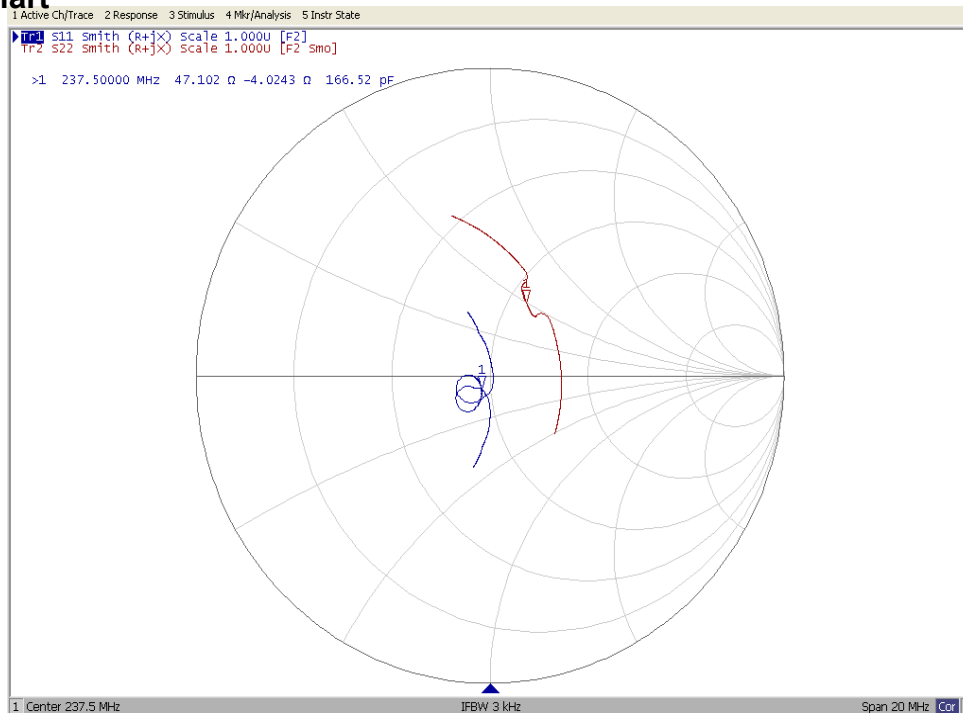 1 Active Ch/Trace 2 Response 3 Stimulus 4 Mkr/Analysis 5 Instr State
Tr1 S11 Smith (R+jX) Scale 1.000U [F2]
Tr2 S22 Smith (R+jX) Scale 1.000U [F2 Smo]
>1 237.50000 MHz 47.102 Ω -4.0243 Ω 166.52 pF
1
1
1 Center 237.5 MHz IFBW 3 kHz Span 20 MHz Cor